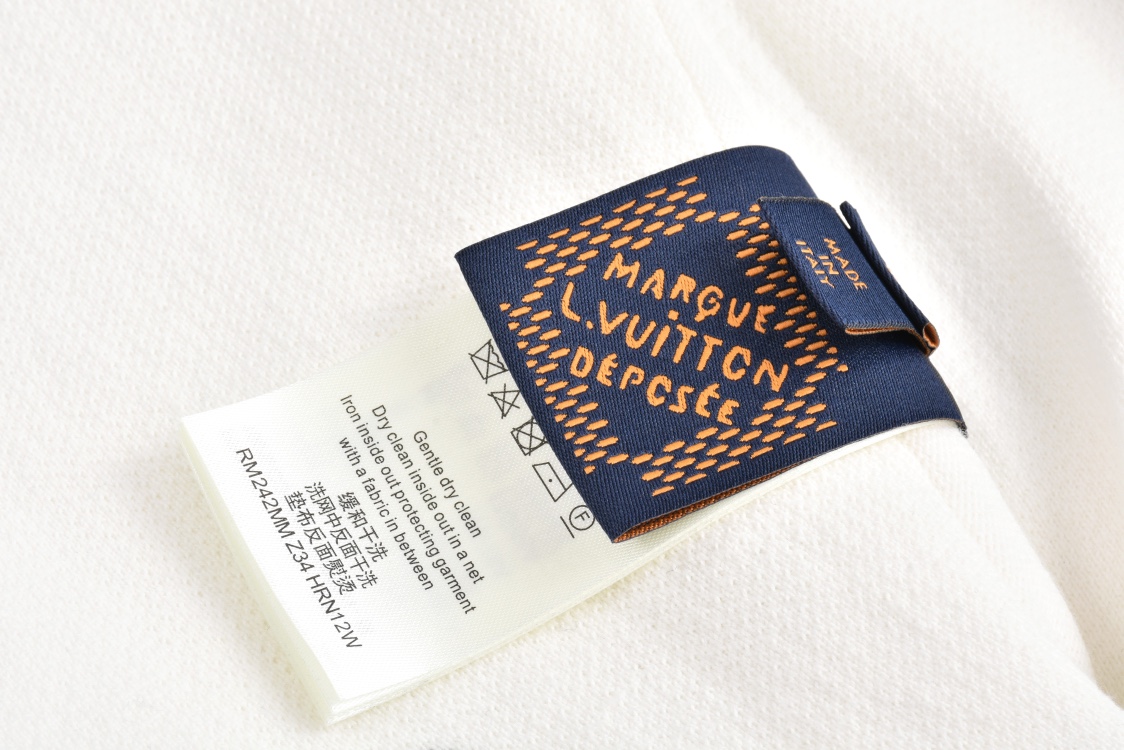 MARQUE
L.VUITTON
DÉPOSÉE
MADE
IN
ITALY
F
Gentle dry clean
Dry clean inside out in a net
Iron inside out protecting garment
with a fabric in between
缓和干洗
洗网中反面干洗
垫布反面熨烫
RM242MM Z34 HRN12W